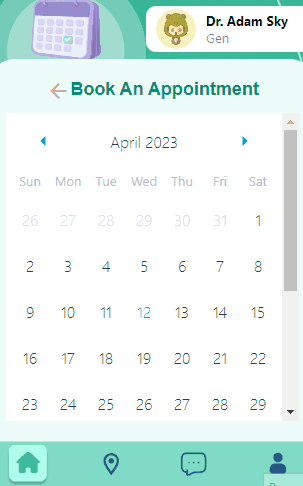 Dr. Adam Sky
Gen
Book An Appointment
April 2023
Sun Mon Tue Wed Thu Fri Sat
26 27 28 29 30 31 1
2 3 4 5 6 7 8
9 10 11 12 13 14 15
16 17 18 19 20 21 22
23 24 25 26 27 28 29